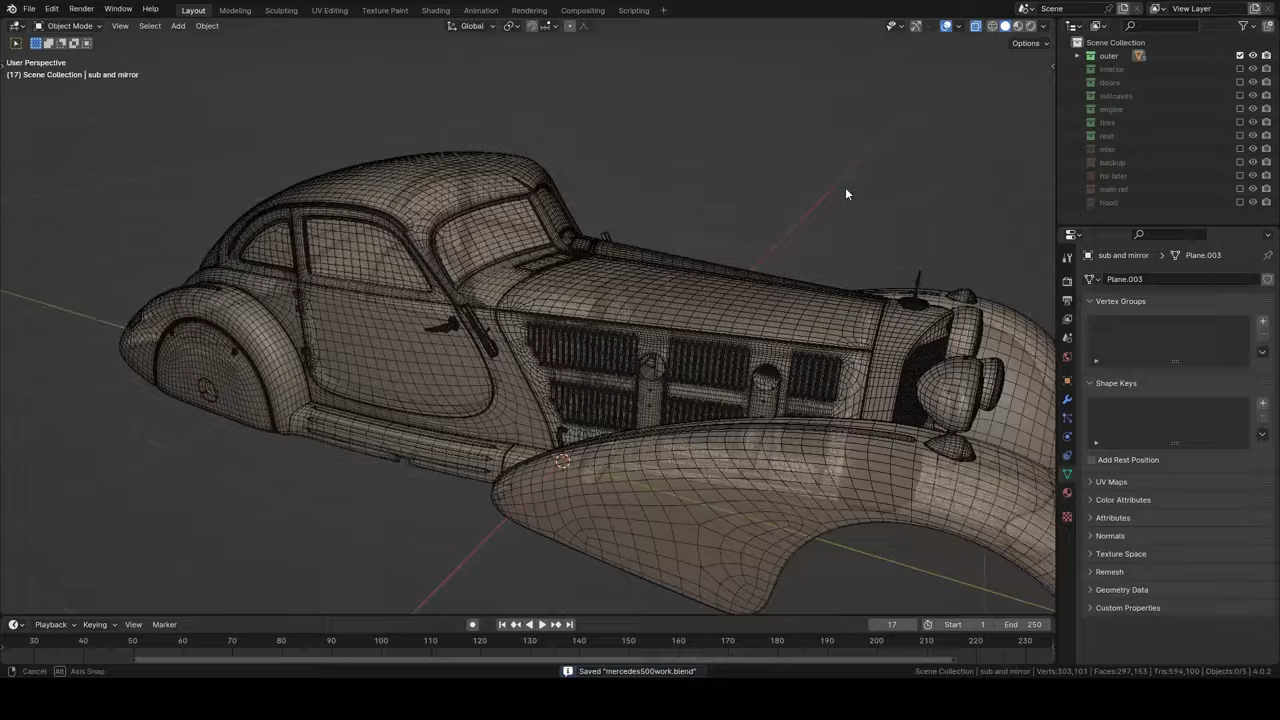 File Edit Render Window Help Layout Modeling Sculpting UV Editing Texture Paint Shading Animation Rendering Compositing Scripting + Scene View Layer
Object Mode View Select Add Object Global
Options
User Perspective
(17) Scene Collection | sub and mirror
Scene Collection
outer
interior
doors
suitcaves
engine
tires
rest
misc
backup
for later
main ref
hood
sub and mirror > Plane.003
Plane.003
Vertex Groups
Shape Keys
Add Rest Position
UV Maps
Color Attributes
Attributes
Normals
Texture Space
Remesh
Geometry Data
Custom Properties
Playback Keying View Marker 17 Start 1 End 250
30 40 50 60 70 80 90 100 110 120 130 140 150 160 170 180 190 200 210 220 230
Cancel Alt Axis Snap Saved "mercedes500work.blend" Scene Collection | sub and mirror | Verts:303,101 | Faces:297,153 | Tris:594,100 | Objects:0/5 | 4.0.2